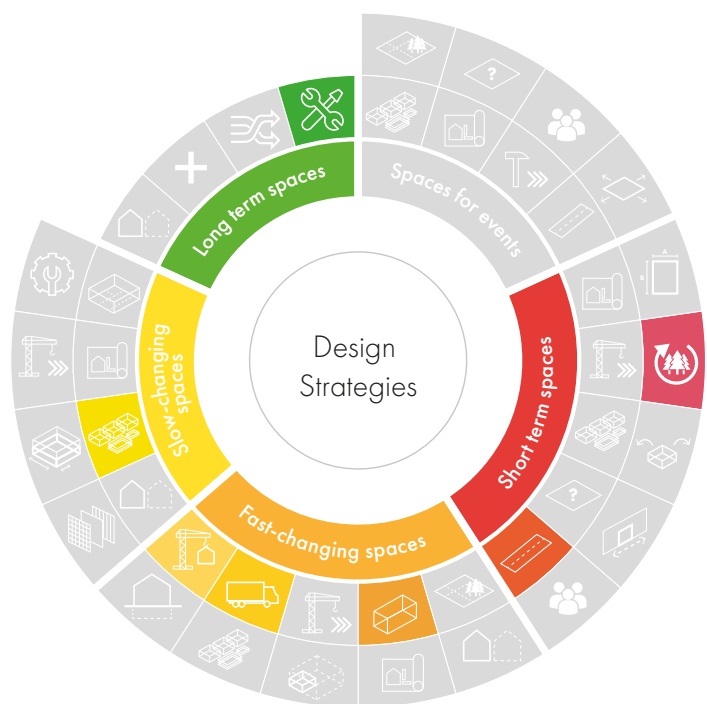 Design
Strategies
Long term spaces
Spaces for events
Short term spaces
Fast-changing spaces
Slow-changing
spaces
?
?
A